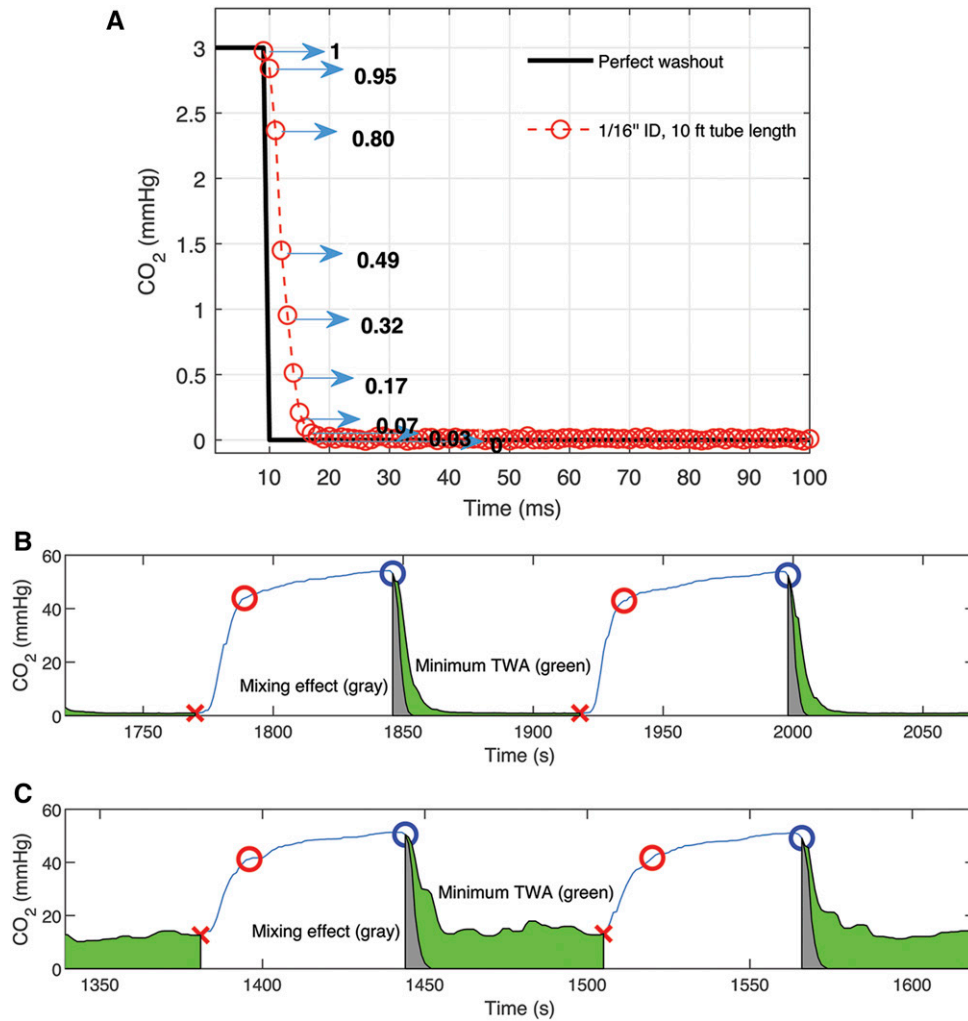 A
3
2.5
2
1.5
1
0.5
0
CO2 (mmHg)
1
0.95
0.80
0.49
0.32
0.17
0.07
0.03
0
Perfect washout
1/16" ID, 10 ft tube length
10 20 30 40 50 60 70 80 90 100
Time (ms)
B
60
40
20
0
CO2 (mmHg)
Mixing effect (gray)
Minimum TWA (green)
1750 1800 1850 1900 1950 2000 2050
Time (s)
C
60
40
20
0
CO2 (mmHg)
Mixing effect (gray)
Minimum TWA (green)
1350 1400 1450 1500 1550 1600
Time (s)